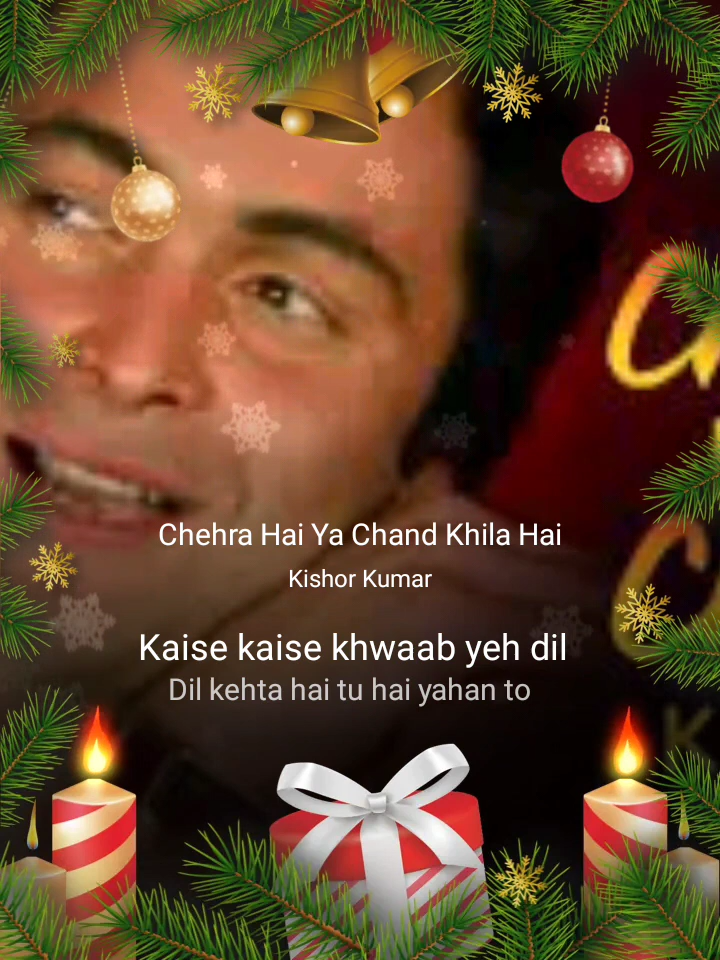 Chehra Hai Ya Chand Khila Hai
Kishor Kumar
Kaise kaise khwaab yeh dil
Dil kehta hai tu hai yahan to